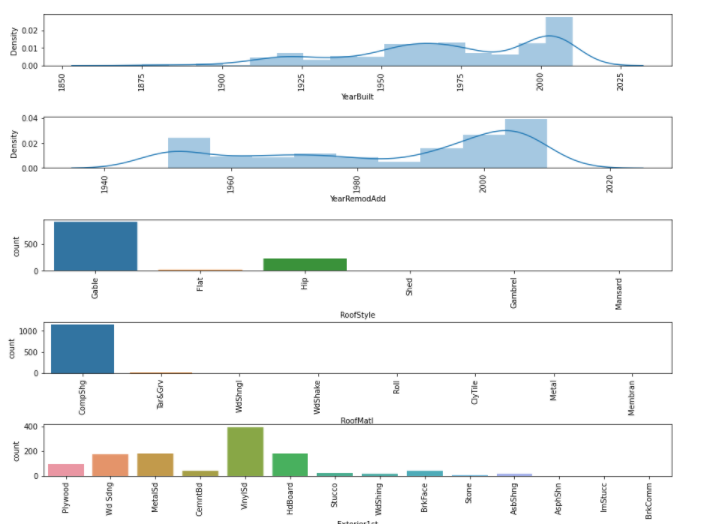 Density
0.02
0.01
0.00
1850
1875
1900
1925
1950
1975
2000
2025
YearBuilt
Density
0.04
0.02
0.00
1940
1960
1980
2000
2020
YearRemodAdd
count
500
0
Gable
Flat
Hip
Shed
Gambrel
Mansard
RoofStyle
count
1000
500
0
CompShg
Tar&Grv
WdShngl
WdShake
Roll
ClyTile
Metal
Membran
RoofMatl
count
400
200
0
Plywood
Wd Sdng
MetalSd
CemntBd
VinylSd
HdBoard
Stucco
WdShing
BrkFace
Stone
AsbShng
AsphShn
ImStucc
BrkComm
Exterior1st